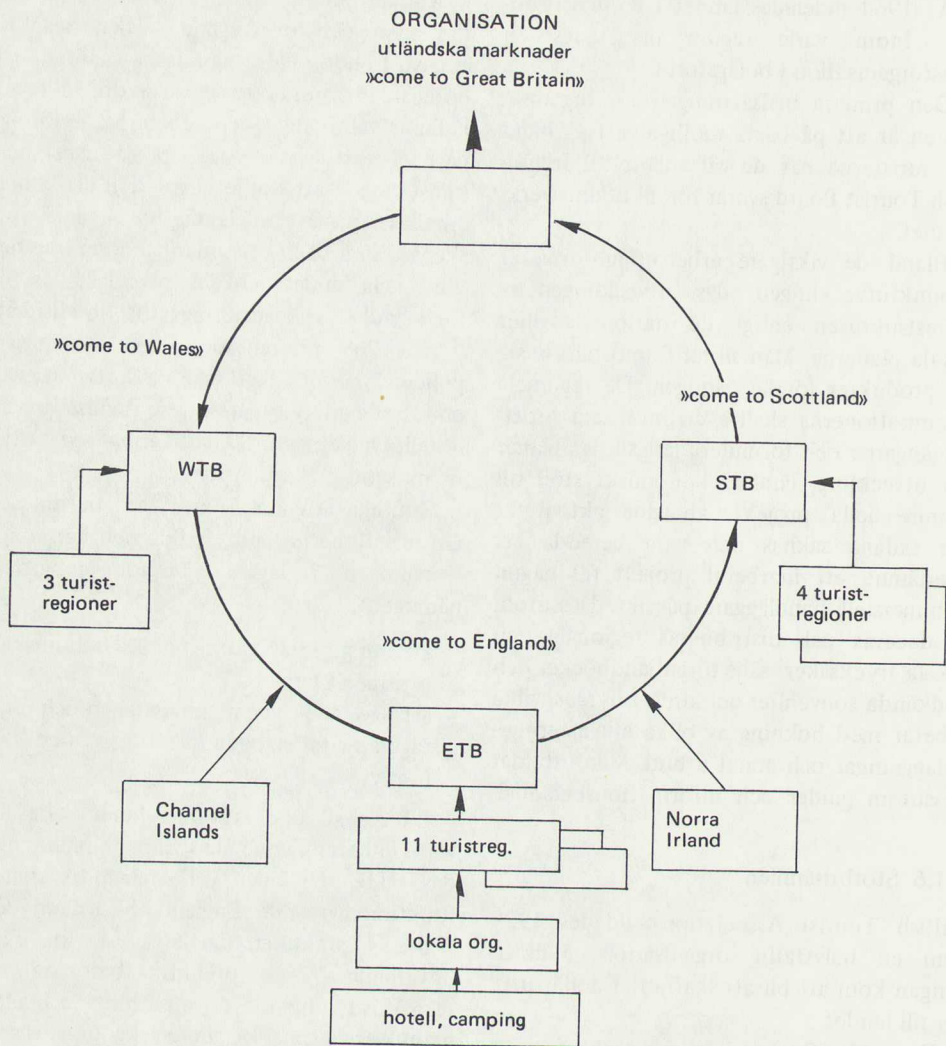 ORGANISATION
utländska marknader
»come to Great Britain»
»come to Wales»
»come to Scottland»
WTB
STB
3 turist-
regioner
4 turist-
regioner
»come to England»
ETB
Channel
Islands
Norra
Irland
11 turistreg.
lokala org.
hotell, camping